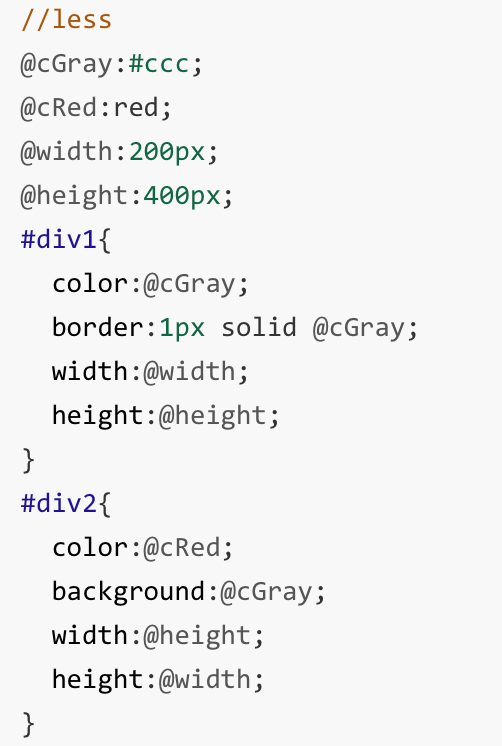 //less
@cGray:#ccc;
@cRed:red;
@width:200px;
@height:400px;
#div1{
  color:@cGray;
  border:1px solid @cGray;
  width:@width;
  height:@height;
}
#div2{
  color:@cRed;
  background:@cGray;
  width:@height;
  height:@width;
}